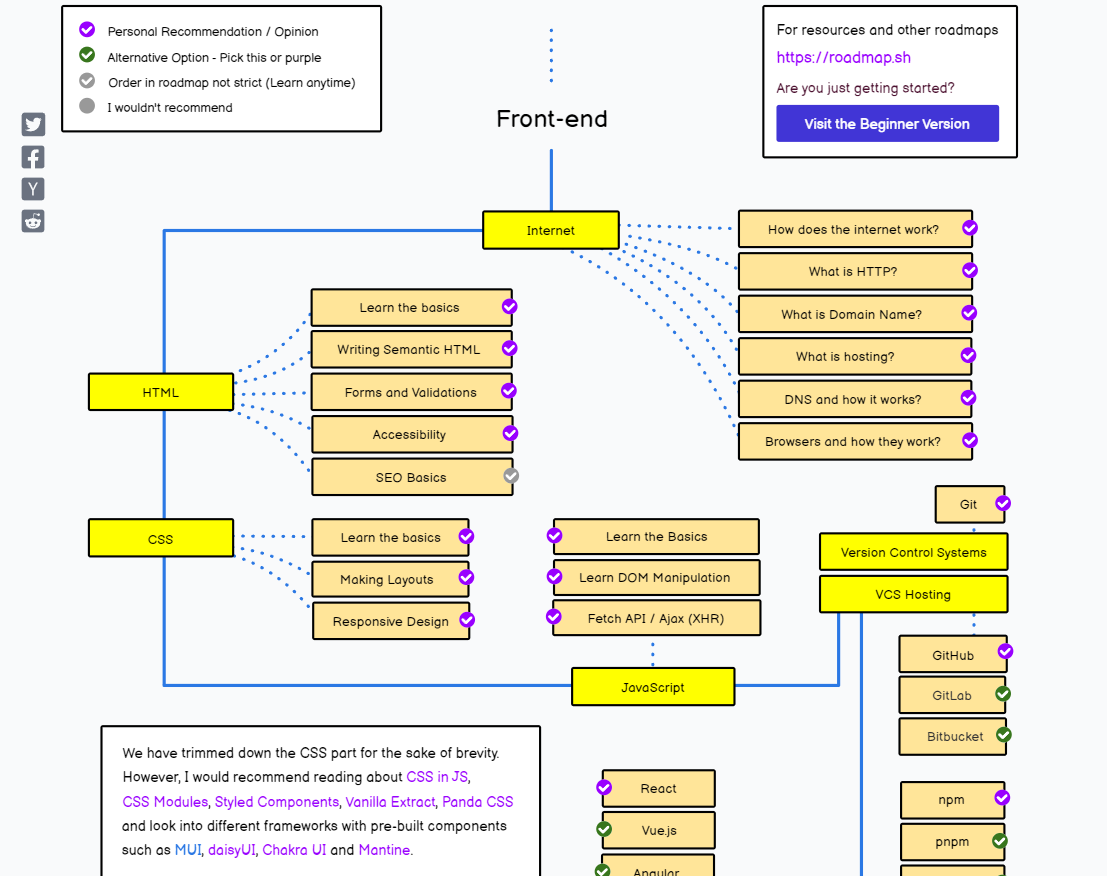 Personal Recommendation / Opinion
Alternative Option - Pick this or purple
Order in roadmap not strict (Learn anytime)
I wouldn't recommend
For resources and other roadmaps
https://roadmap.sh
Are you just getting started?
Visit the Beginner Version
Front-end
Y
Internet
How does the internet work?
What is HTTP?
What is Domain Name?
What is hosting?
DNS and how it works?
Browsers and how they work?
HTML
Learn the basics
Writing Semantic HTML
Forms and Validations
Accessibility
SEO Basics
CSS
Learn the basics
Making Layouts
Responsive Design
Learn the Basics
Learn DOM Manipulation
Fetch API / Ajax (XHR)
JavaScript
Git
Version Control Systems
VCS Hosting
GitHub
GitLab
Bitbucket
We have trimmed down the CSS part for the sake of brevity.
However, I would recommend reading about CSS in JS,
CSS Modules, Styled Components, Vanilla Extract, Panda CSS
and look into different frameworks with pre-built components
such as MUI, daisyUI, Chakra UI and Mantine.
React
Vue.js
Angular
npm
pnpm